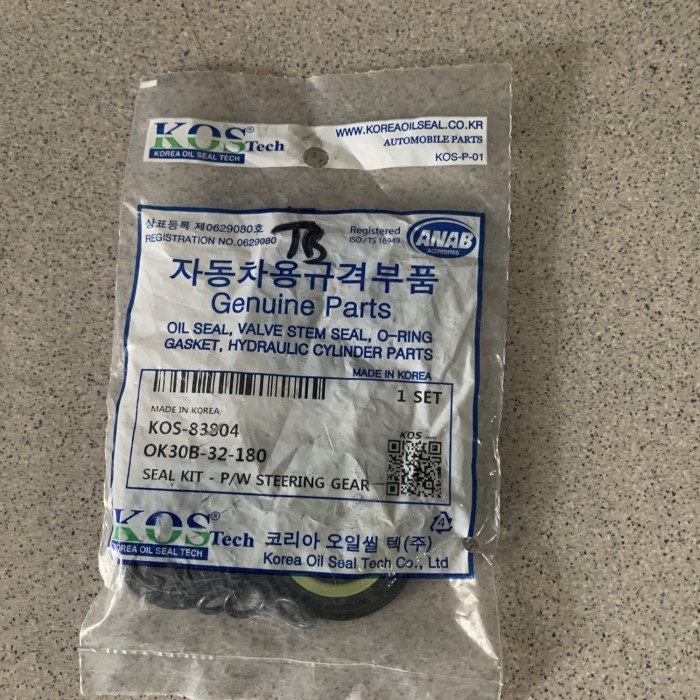 KOS® Tech
KOREA OIL SEAL TECH
WWW.KOREAOILSEAL.CO.KR
AUTOMOBILE PARTS
KOS-P-01
상표등록 제0629080호
REGISTRATION NO.0629080
TB
Registered
ISO / TS 16949
ANAB
ACCREDITED
자동차용규격부품
Genuine Parts
OIL SEAL, VALVE STEM SEAL, O-RING
GASKET, HYDRAULIC CYLINDER PARTS
MADE IN KOREA
1 SET
MADE IN KOREA
KOS-83904
OK30B-32-180
SEAL KIT - P/W STEERING GEAR
KOS
4
KOS® Tech
KOREA OIL SEAL TECH
코리아 오일씰 텍(주)
Korea Oil Seal Tech Co., Ltd